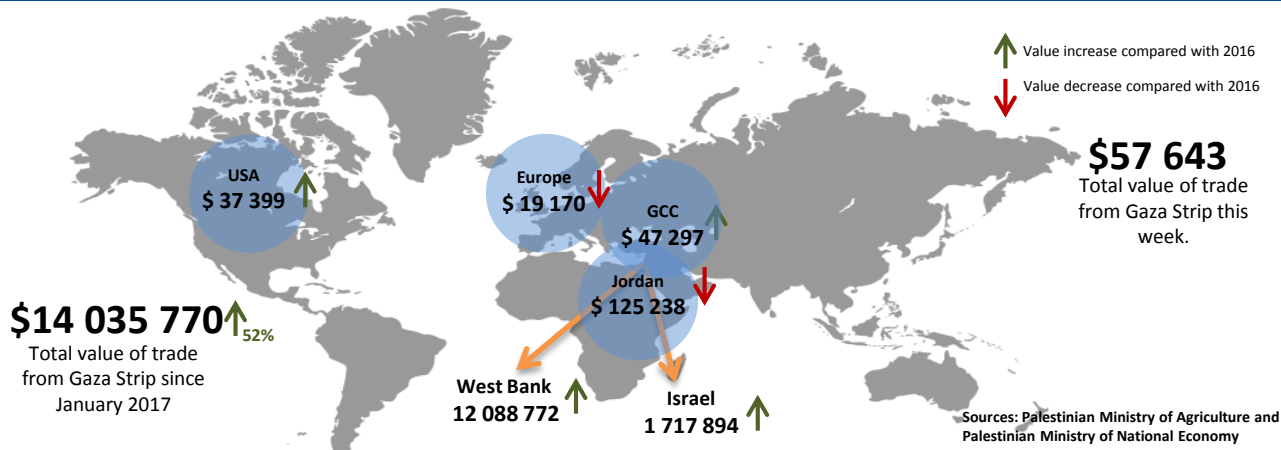 Value increase compared with 2016
Value decrease compared with 2016
USA
$ 37 399
Europe
$ 19 170
GCC
$ 47 297
Jordan
$ 125 238
$57 643
Total value of trade
from Gaza Strip this
week.
$14 035 770
52%
Total value of trade
from Gaza Strip since
January 2017
West Bank
12 088 772
Israel
1 717 894
Sources: Palestinian Ministry of Agriculture and
Palestinian Ministry of National Economy